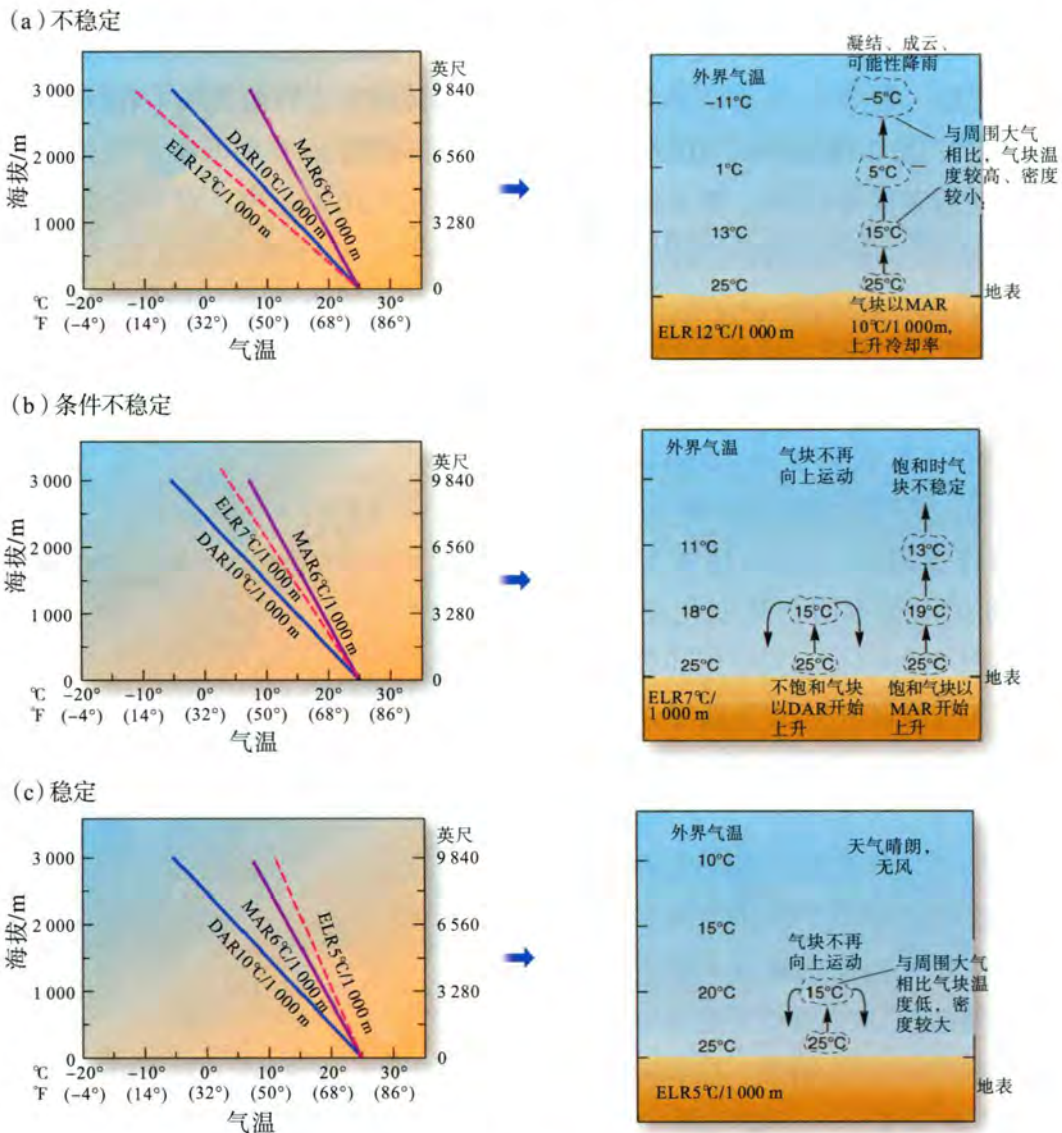 (a)不稳定
海拔/m
3 000
2 000
1 000
0
英尺
9 840
6 560
3 280
0
ELR12℃/1 000 m
DAR10℃/1 000 m
MAR6℃/1 000 m
℃ −20° −10° 0° 10° 20° 30°
℉ (−4°) (14°) (32°) (50°) (68°) (86°)
气温
凝结、成云、
可能性降雨
外界气温
−11°C
1°C
13°C
25°C
−5°C
5°C
15°C
25°C
与周围大气
相比，气块温
度较高、密度
较小
地表
ELR12℃/1 000 m
气块以MAR
10℃/1 000m,
上升冷却率
(b)条件不稳定
海拔/m
3 000
2 000
1 000
0
英尺
9 840
6 560
3 280
0
ELR7℃/1 000 m
DAR10℃/1 000 m
MAR6℃/1 000 m
℃ −20° −10° 0° 10° 20° 30°
℉ (−4°) (14°) (32°) (50°) (68°) (86°)
气温
外界气温
11°C
18°C
25°C
气块不再
向上运动
15°C
25°C
饱和时气
块不稳定
13°C
19°C
25°C
地表
ELR7℃/
1 000 m
不饱和气块
以DAR开始
上升
饱和气块以
MAR开始
上升
(c)稳定
海拔/m
3 000
2 000
1 000
0
英尺
9 840
6 560
3 280
0
DAR10℃/1 000 m
MAR6℃/1 000 m
ELR5℃/1 000 m
℃ −20° −10° 0° 10° 20° 30°
℉ (−4°) (14°) (32°) (50°) (68°) (86°)
气温
外界气温
10°C
15°C
20°C
25°C
天气晴朗，
无风
气块不再
向上运动
15°C
25°C
与周围大气
相比气块温
度低，密
度较大
地表
ELR5℃/1 000 m